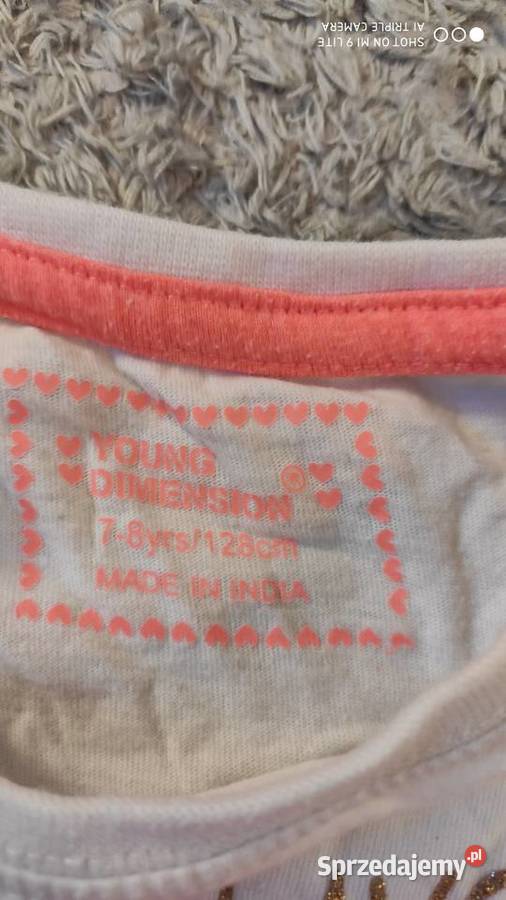 SHOT ON MI 9 LITE
AI TRIPLE CAMERA
YOUNG
DIMENSION®
7-8yrs/128cm
MADE IN INDIA
Sprzedajemy.pl